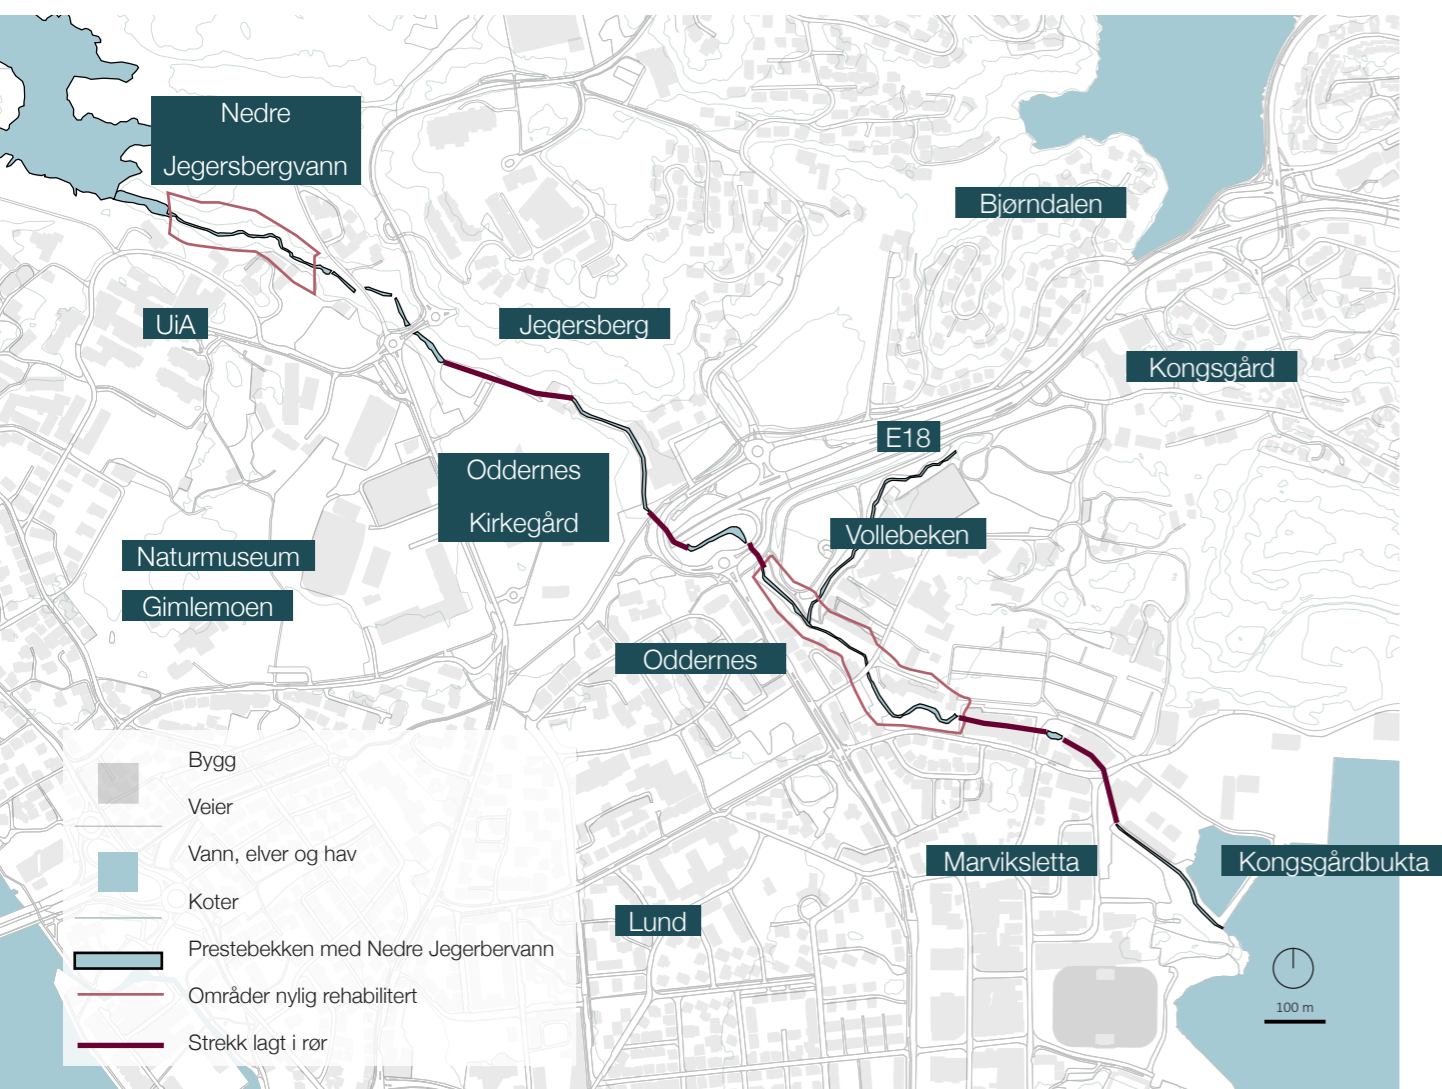 Nedre
Jegersbergvann
Bjørndalen
UiA
Jegersberg
Kongsgård
E18
Oddernes
Kirkegård
Vollebeken
Naturmuseum
Gimlemoen
Oddernes
Bygg
Veier
Vann, elver og hav
Koter
Prestebekken med Nedre Jegerbervann
Områder nylig rehabilitert
Strekk lagt i rør
Marviksletta
Kongsgårdbukta
Lund
100 m